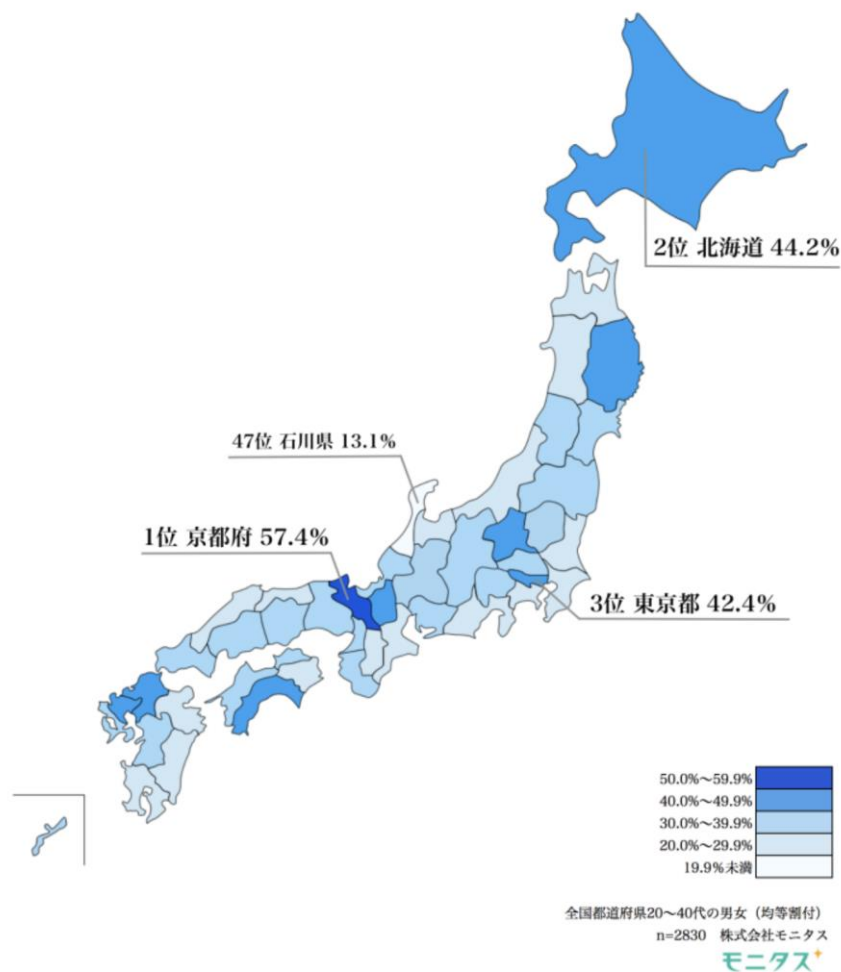 2位 北海道 44.2%
47位 石川県 13.1%
1位 京都府 57.4%
3位 東京都 42.4%
50.0%〜59.9%
40.0%〜49.9%
30.0%〜39.9%
20.0%〜29.9%
19.9%未満
全国都道府県20〜40代の男女（均等割付）
n=2830 株式会社モニタス
モニタス